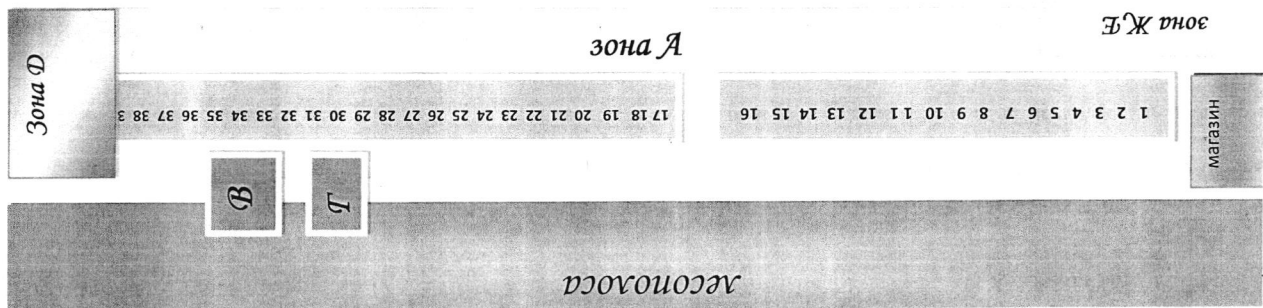 зона Ж,Е
зона А
Зона D
1 2 3 4 5 6 7 8 9 10 11 12 13 14 15 16
17 18 19 20 21 22 23 24 25 26 27 28 29 30 31 32 33 34 35 36 37 38 3
магазин
В
Г
лесополоса